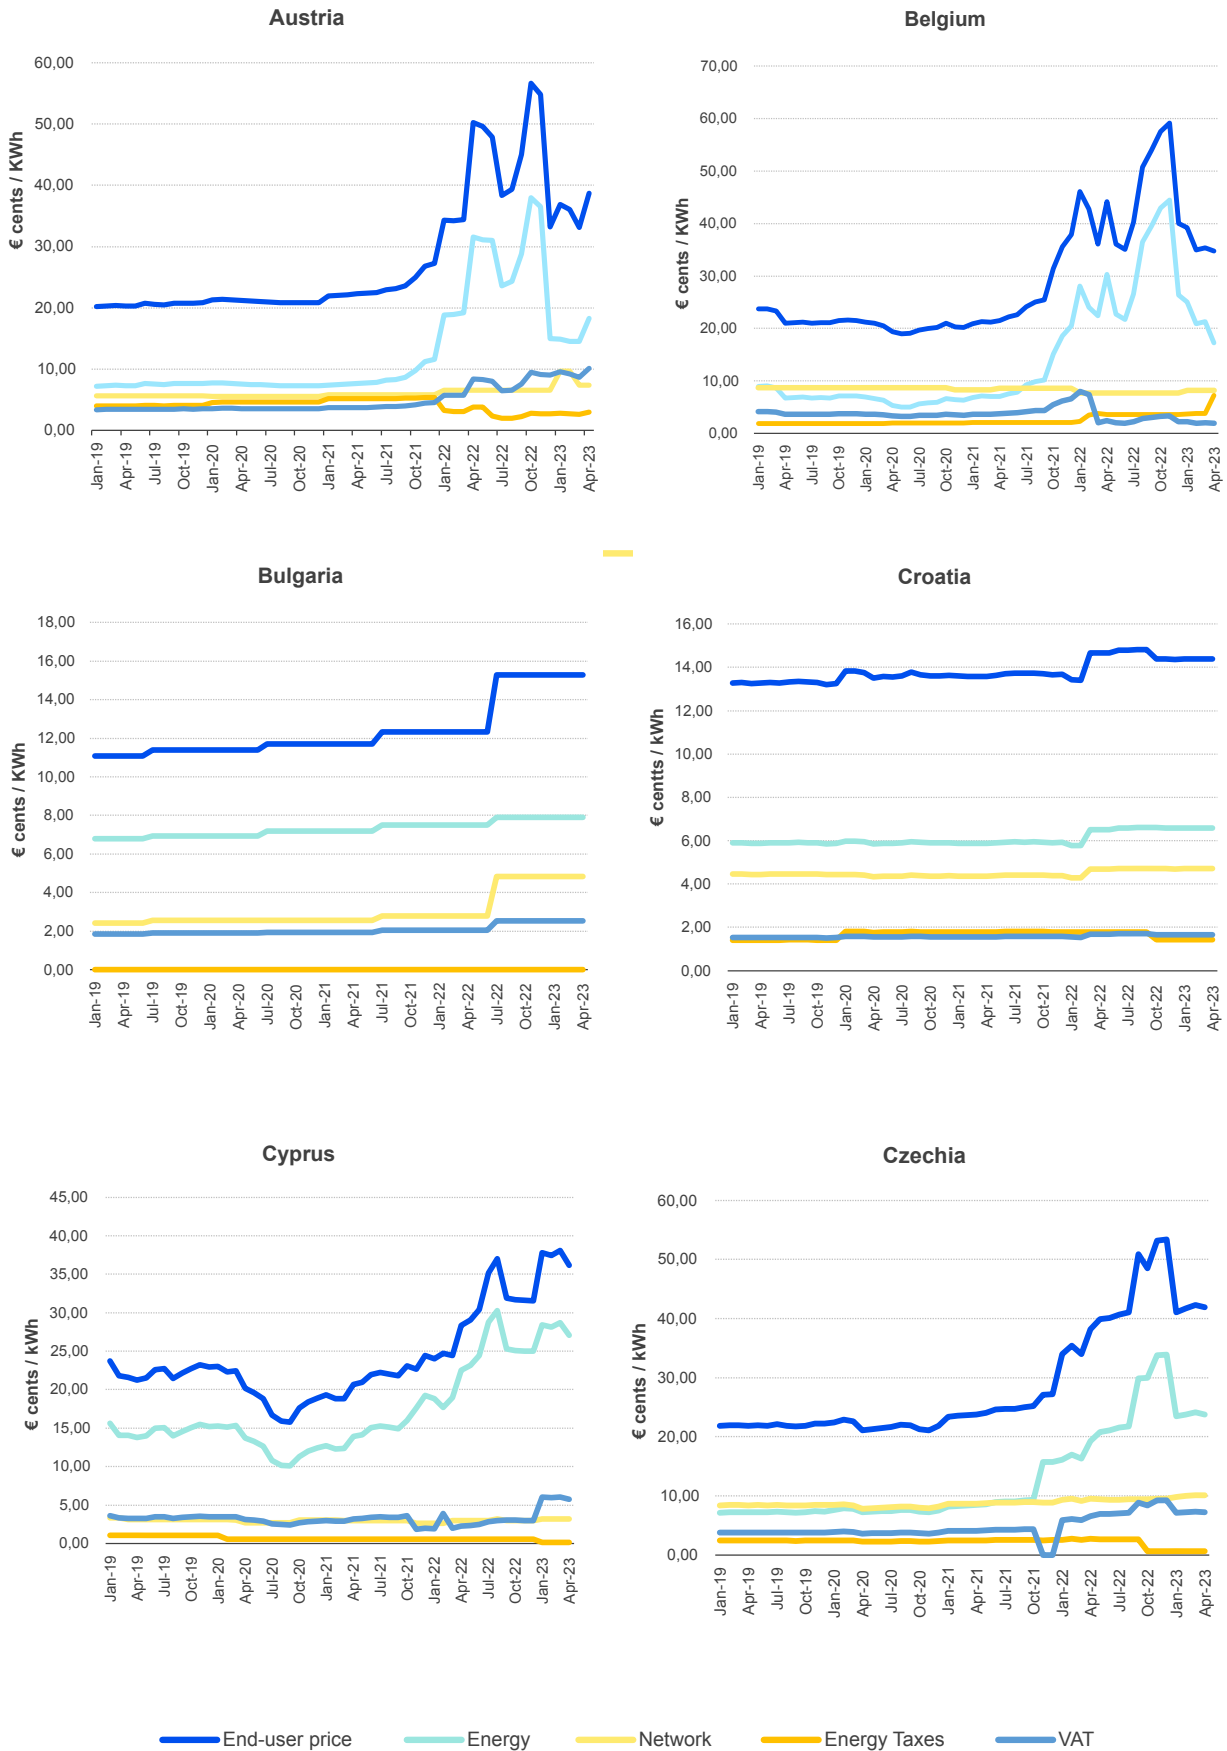 Austria
€ cents / KWh
60,00
50,00
40,00
30,00
20,00
10,00
0,00
Jan-19
Apr-19
Jul-19
Oct-19
Jan-20
Apr-20
Jul-20
Oct-20
Jan-21
Apr-21
Jul-21
Oct-21
Jan-22
Apr-22
Jul-22
Oct-22
Jan-23
Apr-23
Belgium
€ cents / KWh
70,00
60,00
50,00
40,00
30,00
20,00
10,00
0,00
Jan-19
Apr-19
Jul-19
Oct-19
Jan-20
Apr-20
Jul-20
Oct-20
Jan-21
Apr-21
Jul-21
Oct-21
Jan-22
Apr-22
Jul-22
Oct-22
Jan-23
Apr-23
Bulgaria
€ cents / KWh
18,00
16,00
14,00
12,00
10,00
8,00
6,00
4,00
2,00
0,00
Jan-19
Apr-19
Jul-19
Oct-19
Jan-20
Apr-20
Jul-20
Oct-20
Jan-21
Apr-21
Jul-21
Oct-21
Jan-22
Apr-22
Jul-22
Oct-22
Jan-23
Apr-23
Croatia
€ centts / kWh
16,00
14,00
12,00
10,00
8,00
6,00
4,00
2,00
0,00
Jan-19
Apr-19
Jul-19
Oct-19
Jan-20
Apr-20
Jul-20
Oct-20
Jan-21
Apr-21
Jul-21
Oct-21
Jan-22
Apr-22
Jul-22
Oct-22
Jan-23
Apr-23
Cyprus
€ cents / kWh
45,00
40,00
35,00
30,00
25,00
20,00
15,00
10,00
5,00
0,00
Jan-19
Apr-19
Jul-19
Oct-19
Jan-20
Apr-20
Jul-20
Oct-20
Jan-21
Apr-21
Jul-21
Oct-21
Jan-22
Apr-22
Jul-22
Oct-22
Jan-23
Apr-23
Czechia
€ cents / kWh
60,00
50,00
40,00
30,00
20,00
10,00
0,00
Jan-19
Apr-19
Jul-19
Oct-19
Jan-20
Apr-20
Jul-20
Oct-20
Jan-21
Apr-21
Jul-21
Oct-21
Jan-22
Apr-22
Jul-22
Oct-22
Jan-23
Apr-23
End-user price
Energy
Network
Energy Taxes
VAT